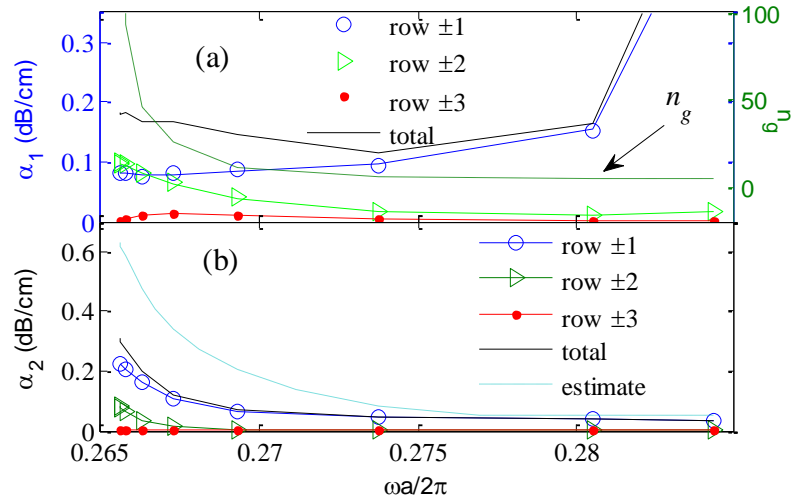 (a)
row ±1
row ±2
row ±3
total
n_g
α_1 (dB/cm)
0
0.1
0.2
0.3
n_g
0
50
100
(b)
row ±1
row ±2
row ±3
total
estimate
α_2 (dB/cm)
0
0.2
0.4
0.6
0.265
0.27
0.275
0.28
ωa/2π